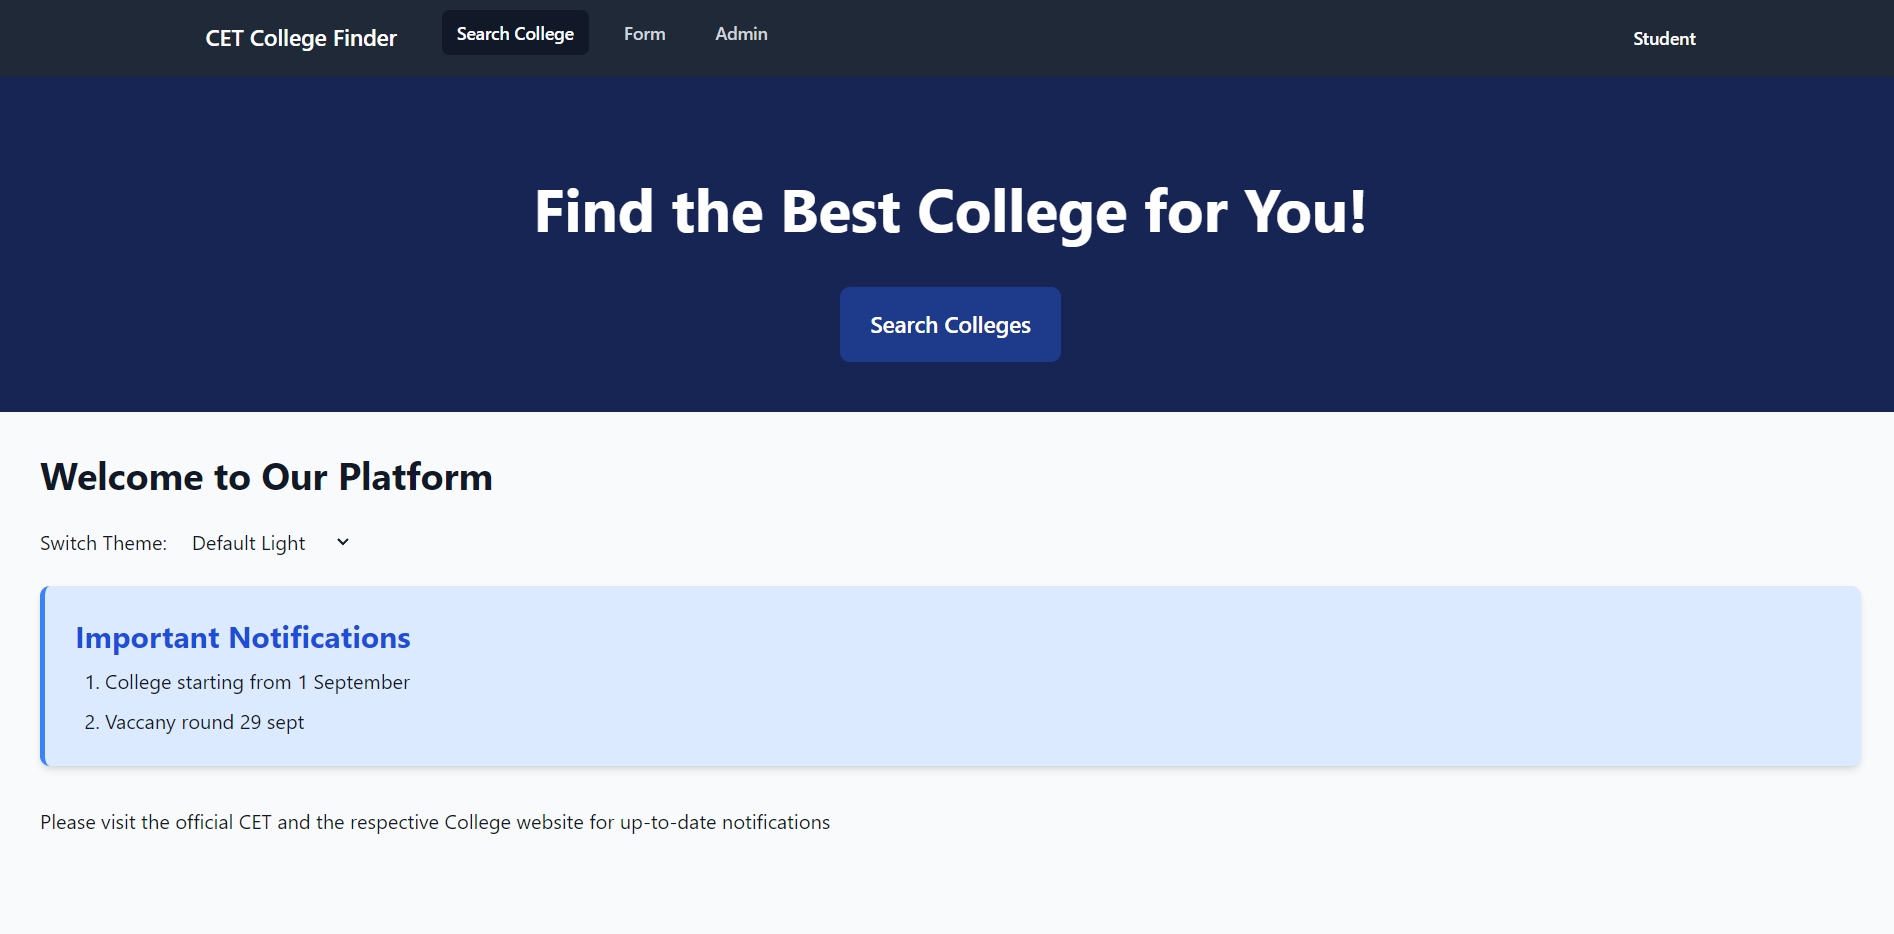 CET College Finder Search College Form Admin Student
Find the Best College for You!
Search Colleges
Welcome to Our Platform
Switch Theme: Default Light
Important Notifications
1. College starting from 1 September
2. Vaccany round 29 sept
Please visit the official CET and the respective College website for up-to-date notifications